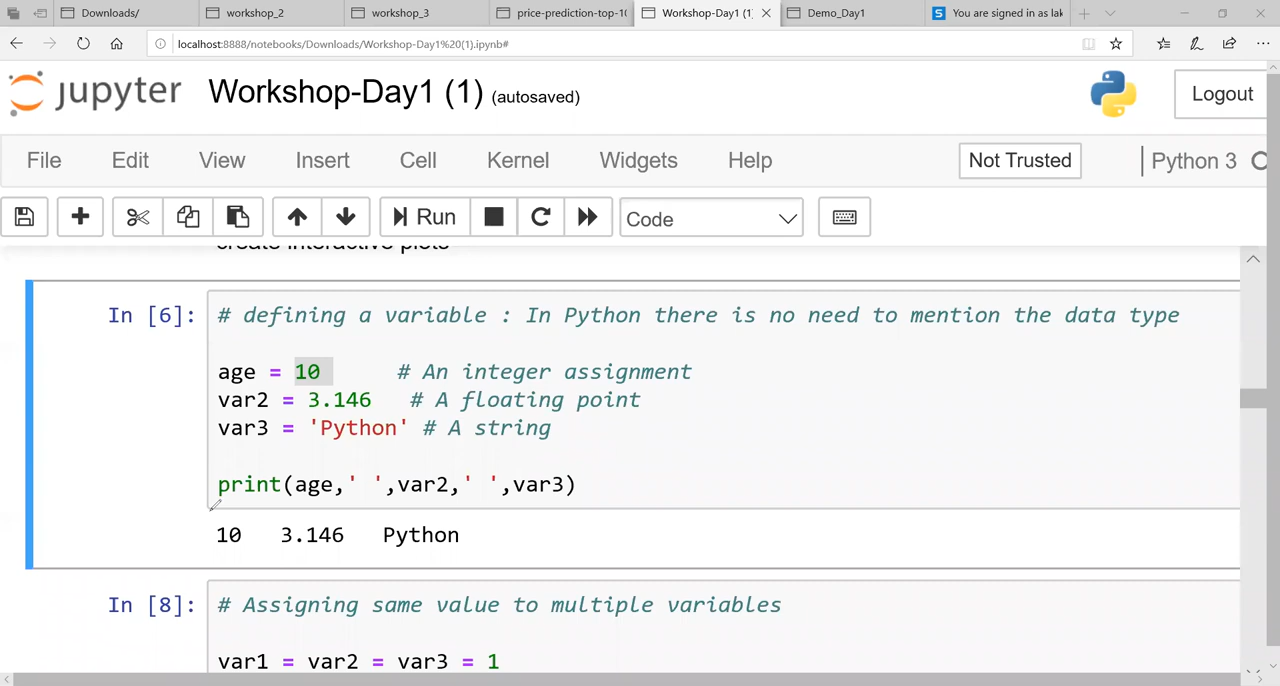 Downloads/
workshop_2
workshop_3
price-prediction-top-10
Workshop-Day1 (1)
Demo_Day1
S You are signed in as lak
localhost:8888/notebooks/Downloads/Workshop-Day1%20(1).ipynb#
jupyter Workshop-Day1 (1) (autosaved)
Logout
File Edit View Insert Cell Kernel Widgets Help
Not Trusted
Python 3
Run
Code
create interactive plots
In [6]: # defining a variable : In Python there is no need to mention the data type
age = 10 # An integer assignment
var2 = 3.146 # A floating point
var3 = 'Python' # A string
print(age,' ',var2,' ',var3)
10 3.146 Python
In [8]: # Assigning same value to multiple variables
var1 = var2 = var3 = 1